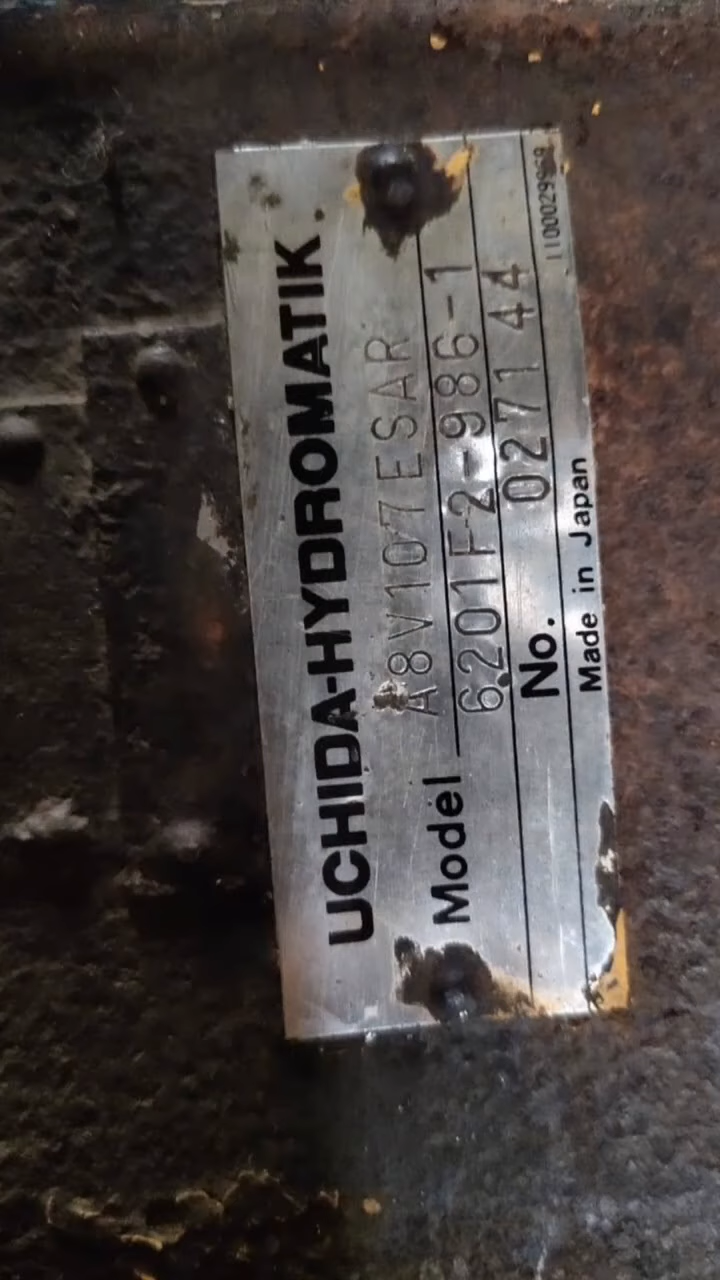 UCHIDA-HYDROMATIK
Model A8V107ESAR
6201F2-986-1
No. 027144
Made in Japan